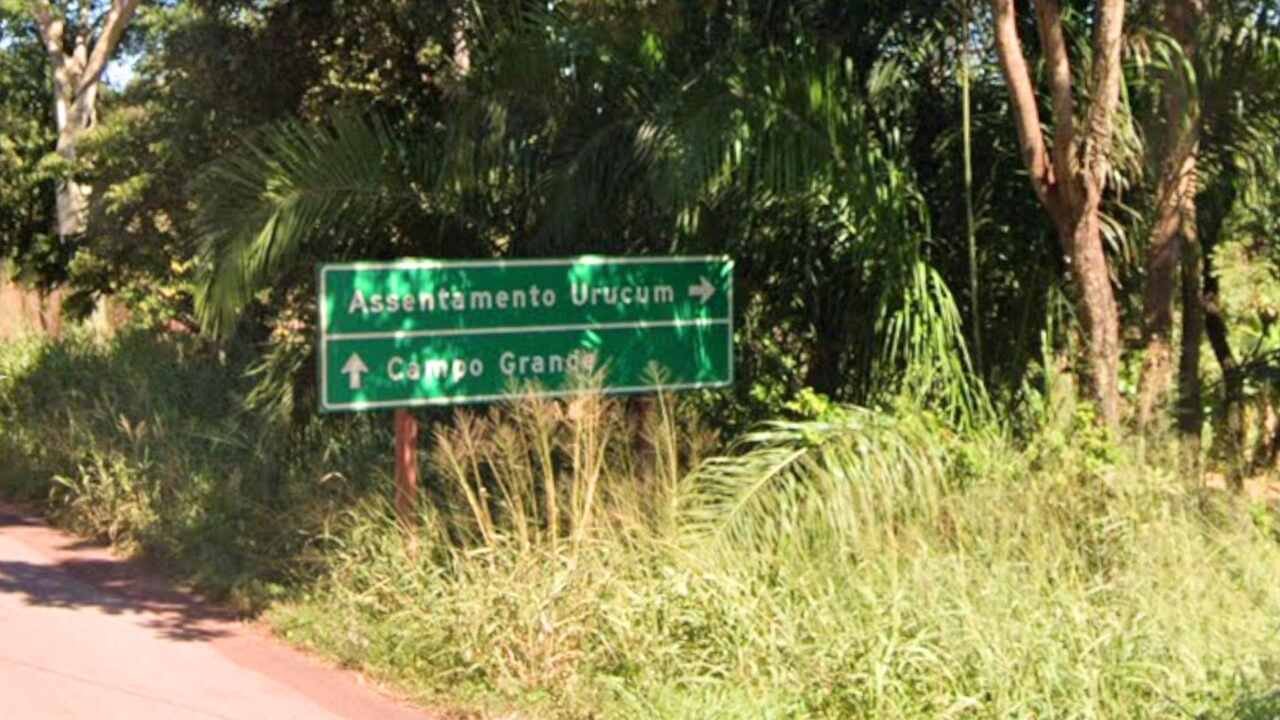 Assentamento Urucum →
↑ Campo Grande